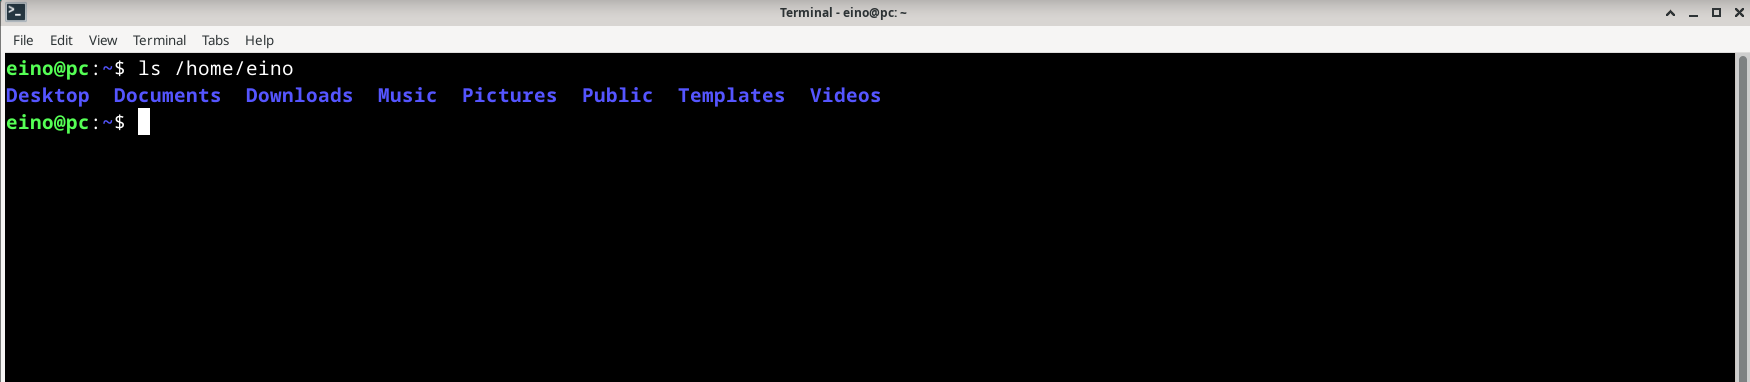 Terminal - eino@pc: ~
File Edit View Terminal Tabs Help
eino@pc:~$ ls /home/eino
Desktop  Documents  Downloads  Music  Pictures  Public  Templates  Videos
eino@pc:~$